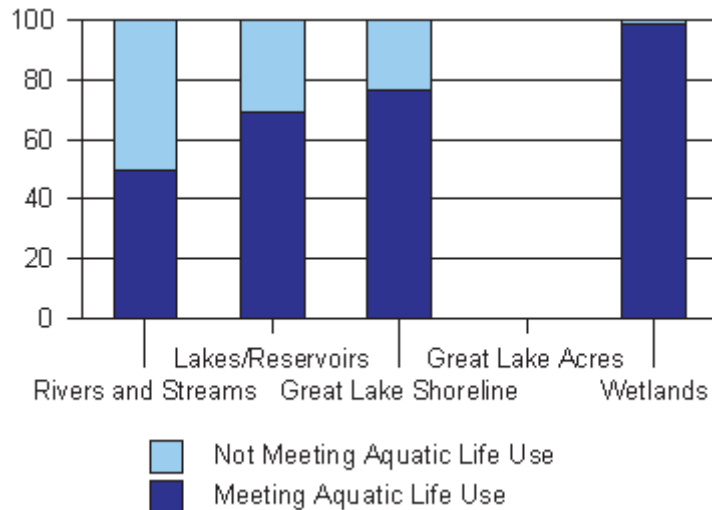 100
80
60
40
20
0
Lakes/Reservoirs Great Lake Acres
Rivers and Streams Great Lake Shoreline Wetlands
Not Meeting Aquatic Life Use
Meeting Aquatic Life Use